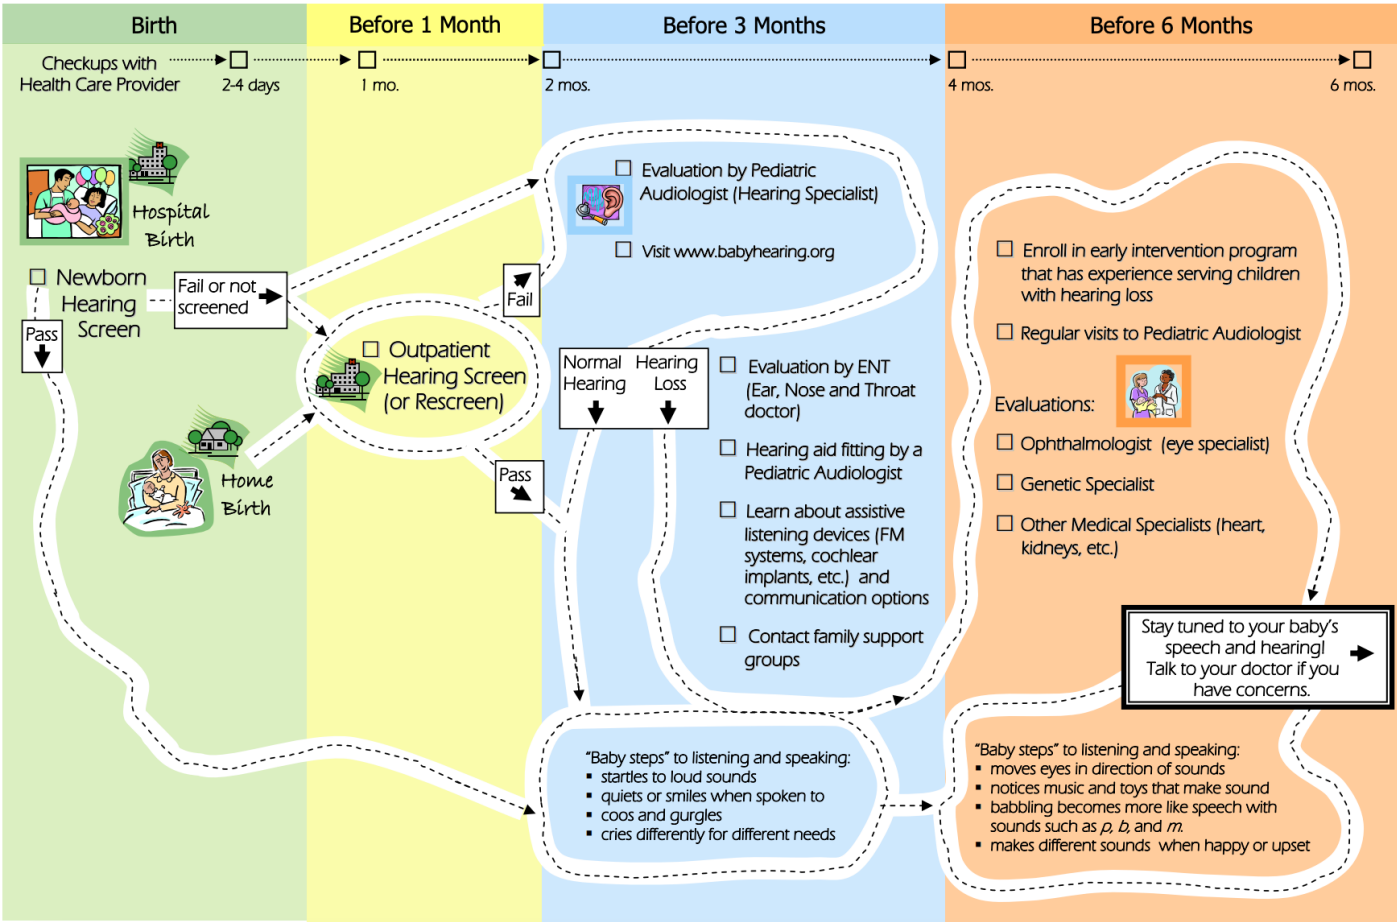 Birth
Before 1 Month
Before 3 Months
Before 6 Months
Checkups with
Health Care Provider
2-4 days
1 mo.
2 mos.
4 mos.
6 mos.
Hospital
Birth
Newborn
Hearing
Screen
Fail or not
screened
Pass
Home
Birth
Outpatient
Hearing Screen
(or Rescreen)
Fail
Pass
Evaluation by Pediatric
Audiologist (Hearing Specialist)
Visit www.babyhearing.org
Normal
Hearing
Hearing
Loss
Evaluation by ENT
(Ear, Nose and Throat
doctor)
Hearing aid fitting by a
Pediatric Audiologist
Learn about assistive
listening devices (FM
systems, cochlear
implants, etc.) and
communication options
Contact family support
groups
"Baby steps" to listening and speaking:
▪ startles to loud sounds
▪ quiets or smiles when spoken to
▪ coos and gurgles
▪ cries differently for different needs
Enroll in early intervention program
that has experience serving children
with hearing loss
Regular visits to Pediatric Audiologist
Evaluations:
Ophthalmologist (eye specialist)
Genetic Specialist
Other Medical Specialists (heart,
kidneys, etc.)
Stay tuned to your baby's
speech and hearing!
Talk to your doctor if you
have concerns.
"Baby steps" to listening and speaking:
▪ moves eyes in direction of sounds
▪ notices music and toys that make sound
▪ babbling becomes more like speech with
sounds such as p, b, and m.
▪ makes different sounds when happy or upset